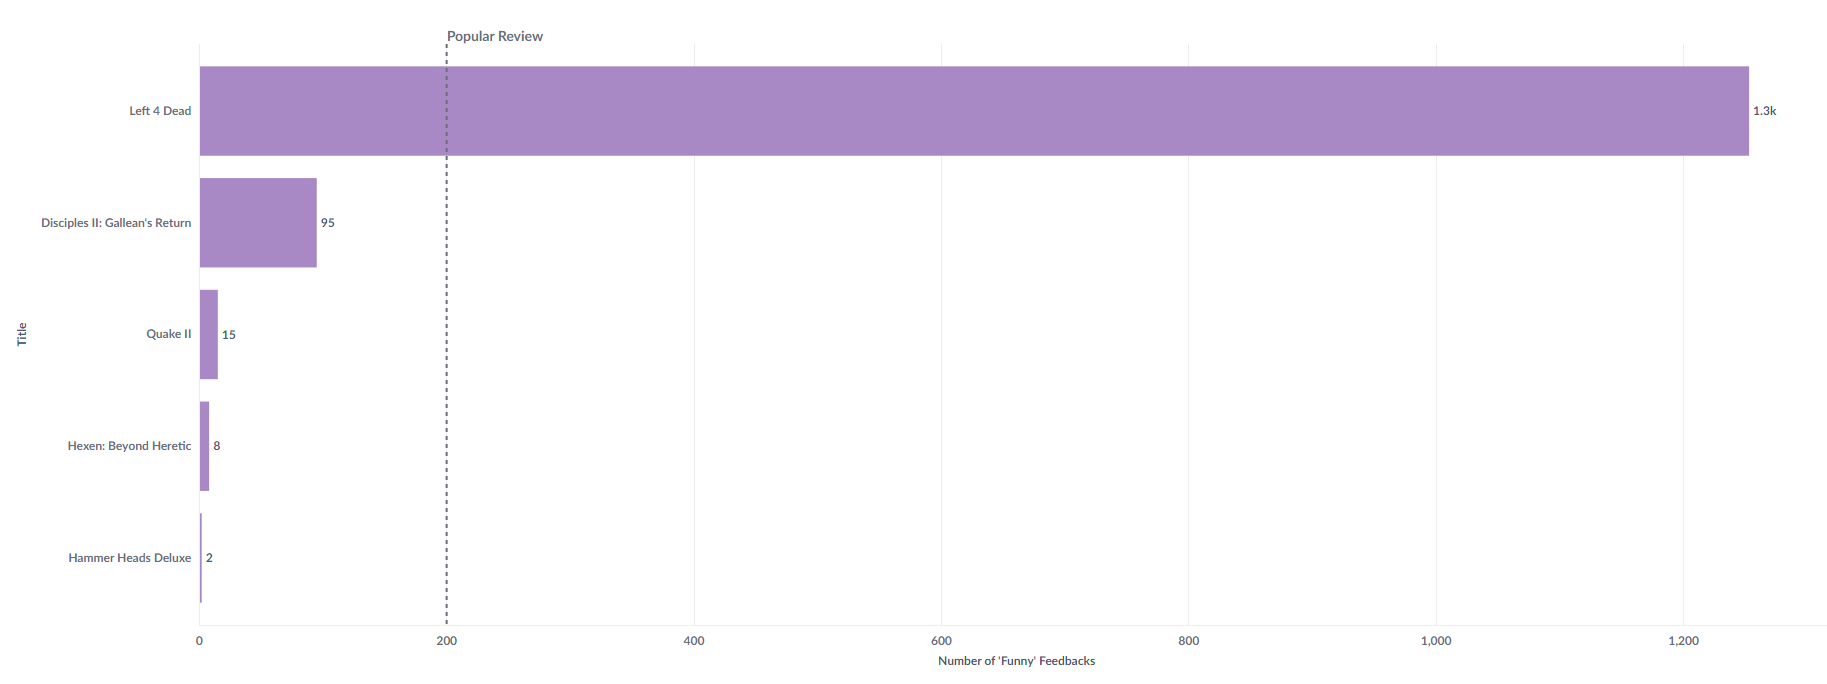 Popular Review
Left 4 Dead
1.3k
Disciples II: Gallean's Return
95
Quake II
15
Hexen: Beyond Heretic
8
Hammer Heads Deluxe
2
Title
0
200
400
600
800
1,000
1,200
Number of 'Funny' Feedbacks